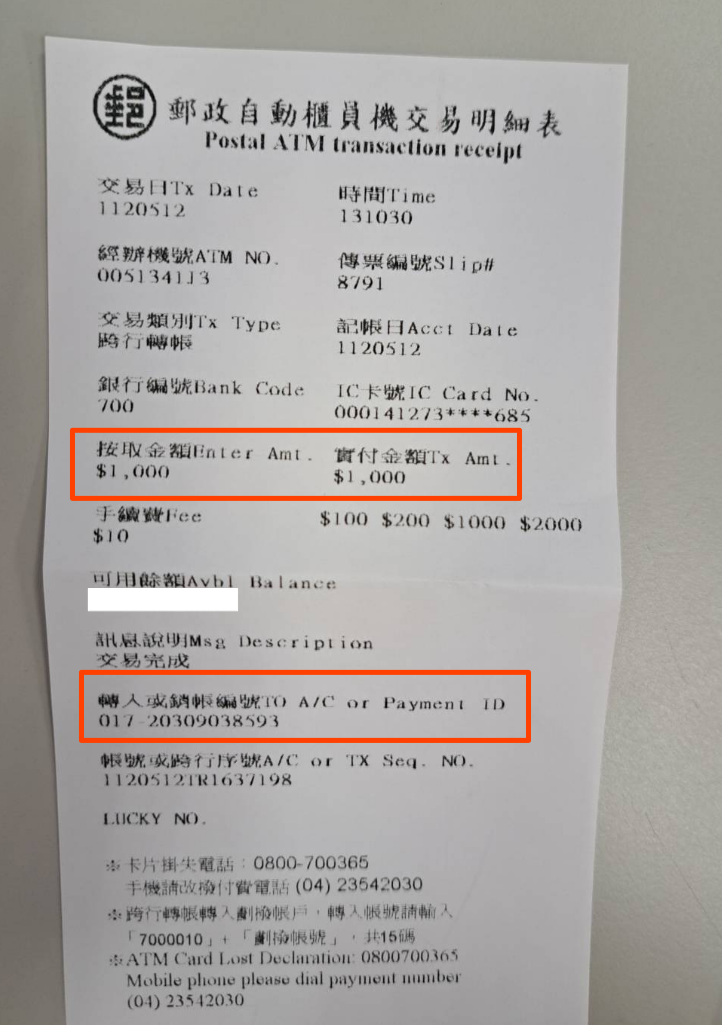 郵
郵政自動櫃員機交易明細表
Postal ATM transaction receipt
交易日Tx Date 時間Time
1120512 131030
經辦機號ATM NO. 傳票編號Slip#
0051341J3 8791
交易類別Tx Type 記帳日Acct Date
跨行轉帳 1120512
銀行編號Bank Code IC卡號IC Card No.
700 000141273****685
按取金額Enter Amt. 實付金額Tx Amt.
$1,000 $1,000
手續費Fee $100 $200 $1000 $2000
$10
可用餘額Avbl Balance
訊息說明Msg Description
交易完成
轉入或銷帳編號TO A/C or Payment ID
017-20309038593
帳號或跨行序號A/C or TX Seq. NO.
1120512TR1637198
LUCKY NO.
※卡片掛失電話：0800-700365
手機請改撥付費電話 (04) 23542030
※跨行轉帳轉入劃撥帳戶，轉入帳號請輸入
「7000010」+「劃撥帳號」，共15碼
※ATM Card Lost Declaration: 0800700365
Mobile phone please dial payment number
(04) 23542030